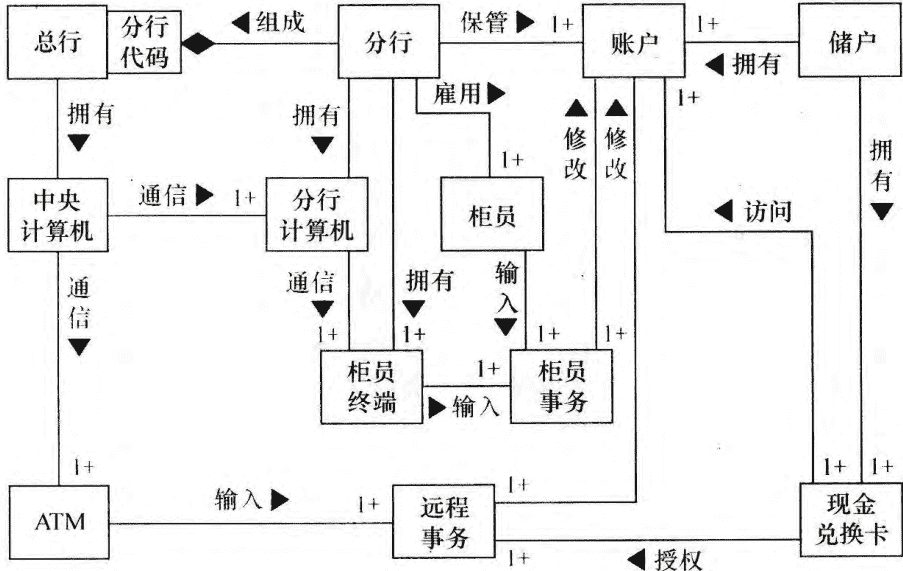 总行
分行
代码
组成
分行
保管
1+
账户
1+
拥有
储户
拥有
拥有
雇用
修
改
修
改
1+
拥
有
中央
计算机
通信
1+
分行
计算机
1+
柜员
访问
通
信
通信
拥有
输
入
1+
1+
1+
1+
柜员
终端
1+
输入
柜员
事务
1+
ATM
输入
1+
远程
事务
1+
1+
授权
1+
1+
现金
兑换卡